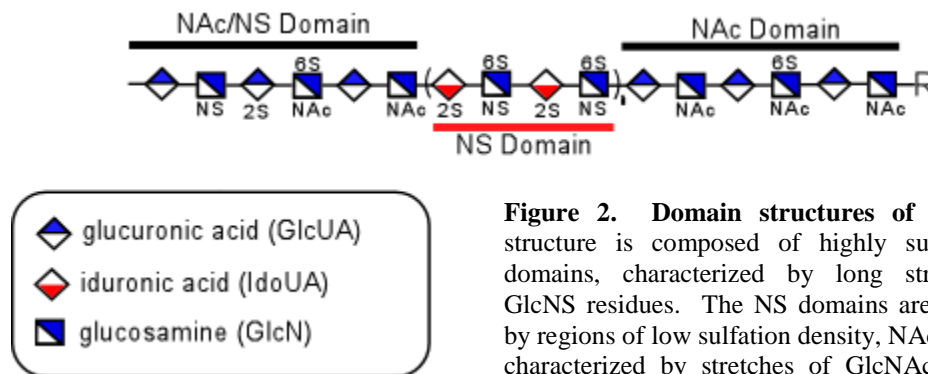 NAc/NS Domain NAc Domain
6S 6S 6S 6S
( ) R
NS 2S NAc NAc 2S NS 2S NS NAc NAc NAc
NS Domain
glucuronic acid (GlcUA)
iduronic acid (IdoUA)
glucosamine (GlcN)
Figure 2. Domain structures of
structure is composed of highly su
domains, characterized by long str
GlcNS residues. The NS domains are
by regions of low sulfation density, NAc
characterized by stretches of GlcNAc